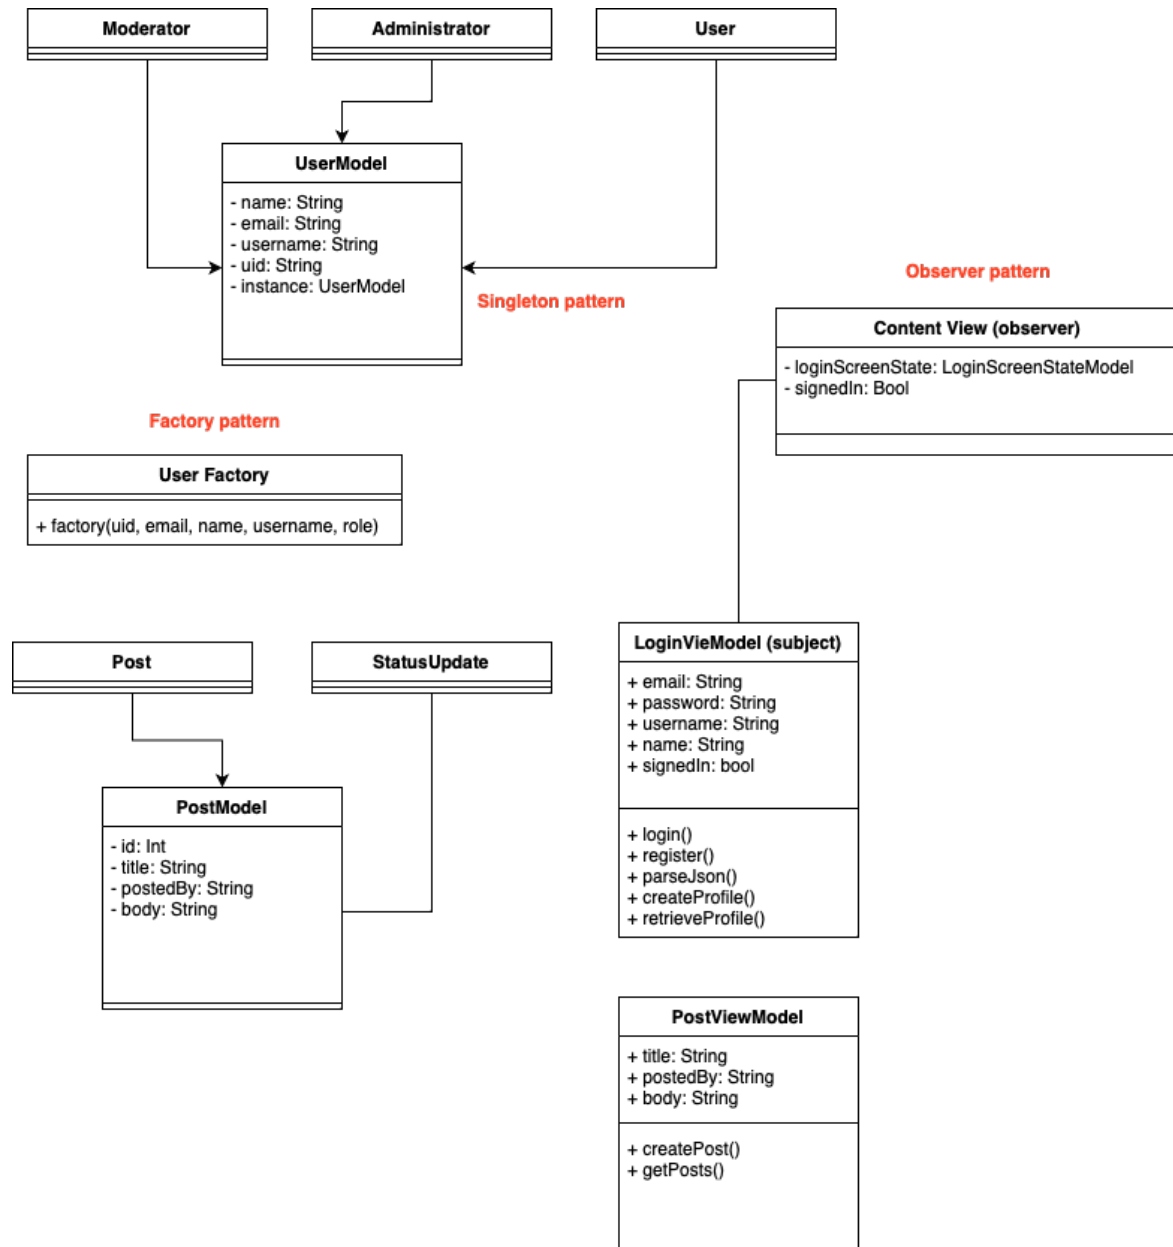 Moderator
Administrator
User
UserModel
- name: String
- email: String
- username: String
- uid: String
- instance: UserModel
Singleton pattern
Observer pattern
Content View (observer)
- loginScreenState: LoginScreenStateModel
- signedIn: Bool
Factory pattern
User Factory
+ factory(uid, email, name, username, role)
Post
StatusUpdate
PostModel
- id: Int
- title: String
- postedBy: String
- body: String
LoginVieModel (subject)
+ email: String
+ password: String
+ username: String
+ name: String
+ signedIn: bool
+ login()
+ register()
+ parseJson()
+ createProfile()
+ retrieveProfile()
PostViewModel
+ title: String
+ postedBy: String
+ body: String
+ createPost()
+ getPosts()